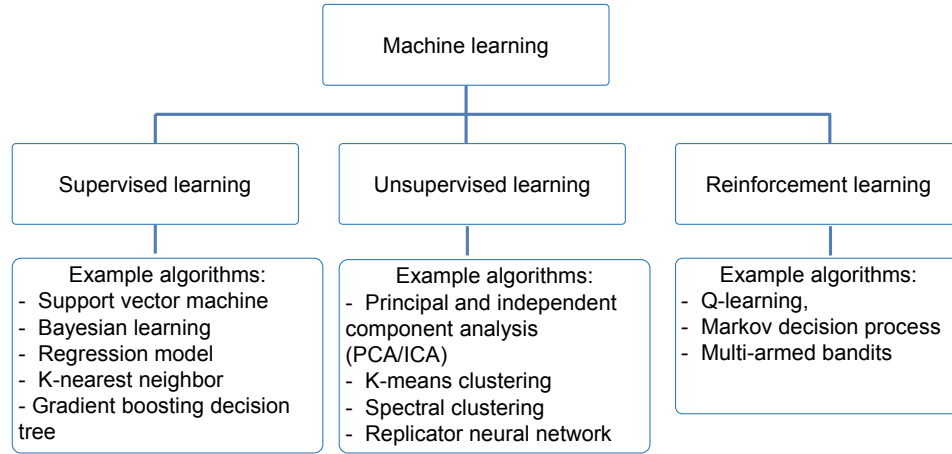 Machine learning
Supervised learning
Unsupervised learning
Reinforcement learning
Example algorithms:
- Support vector machine
- Bayesian learning
- Regression model
- K-nearest neighbor
- Gradient boosting decision
tree
Example algorithms:
- Principal and independent
component analysis
(PCA/ICA)
- K-means clustering
- Spectral clustering
- Replicator neural network
Example algorithms:
- Q-learning,
- Markov decision process
- Multi-armed bandits